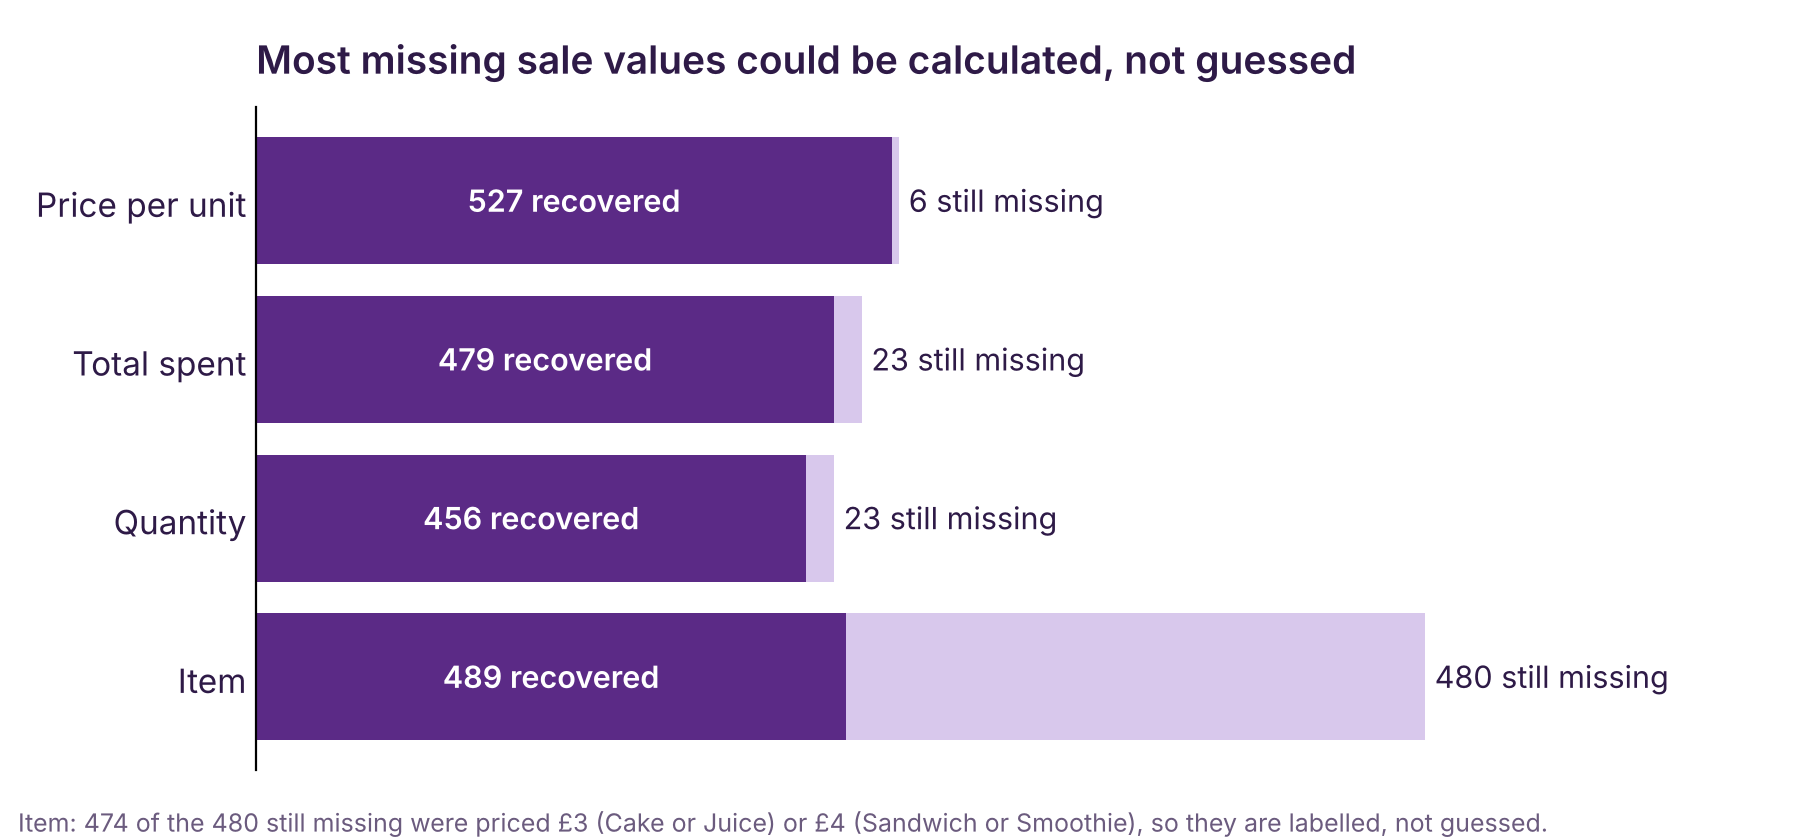 Most missing sale values could be calculated, not guessed
Price per unit
527 recovered
6 still missing
Total spent
479 recovered
23 still missing
Quantity
456 recovered
23 still missing
Item
489 recovered
480 still missing
Item: 474 of the 480 still missing were priced £3 (Cake or Juice) or £4 (Sandwich or Smoothie), so they are labelled, not guessed.